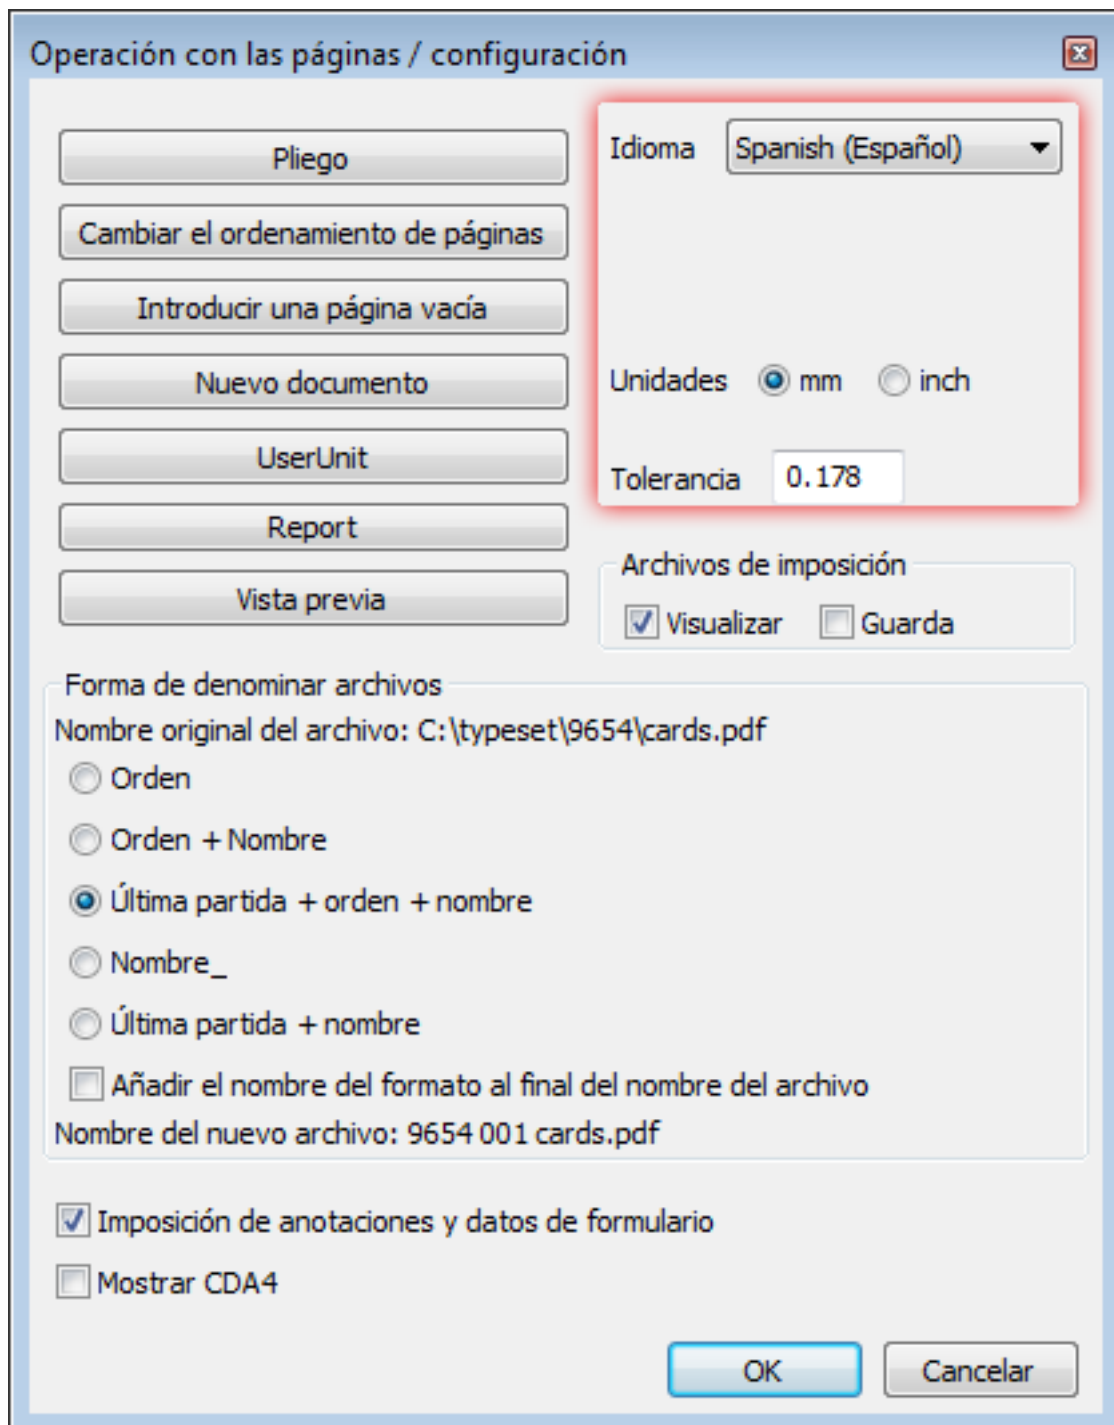 Operación con las páginas / configuración
Pliego
Cambiar el ordenamiento de páginas
Introducir una página vacía
Nuevo documento
UserUnit
Report
Vista previa
Idioma Spanish (Español)
Unidades mm inch
Tolerancia 0.178
Archivos de imposición
Visualizar Guarda
Forma de denominar archivos
Nombre original del archivo: C:\typeset\9654\cards.pdf
Orden
Orden + Nombre
Última partida + orden + nombre
Nombre_
Última partida + nombre
Añadir el nombre del formato al final del nombre del archivo
Nombre del nuevo archivo: 9654 001 cards.pdf
Imposición de anotaciones y datos de formulario
Mostrar CDA4
OK Cancelar